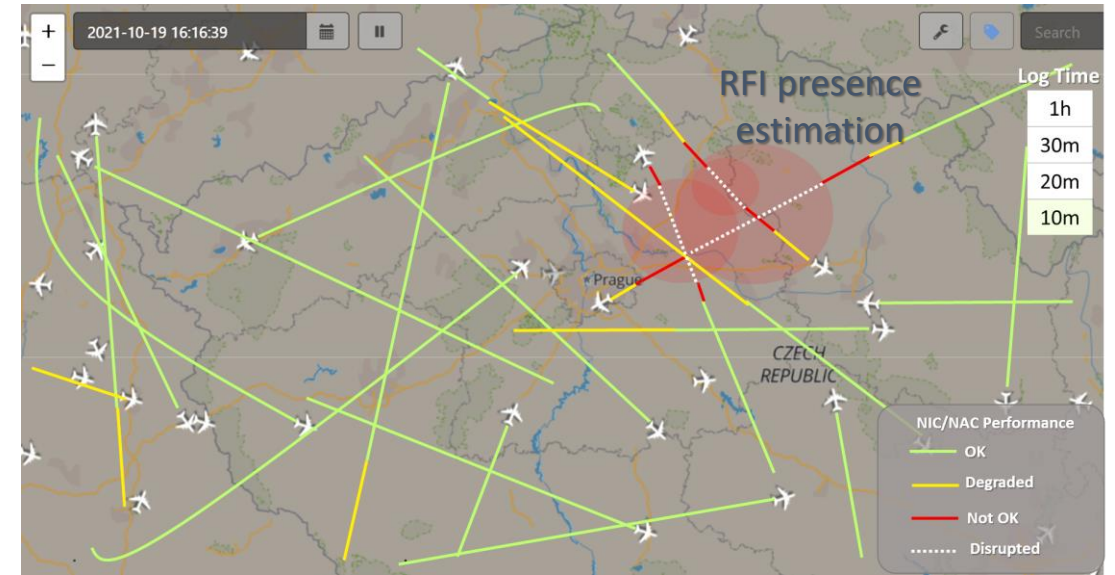 +
2021-10-19 16:16:39
Search
−
RFI presence
estimation
Log Time
1h
30m
20m
10m
Prague
CZECH
REPUBLIC
NIC/NAC Performance
OK
Degraded
Not OK
Disrupted